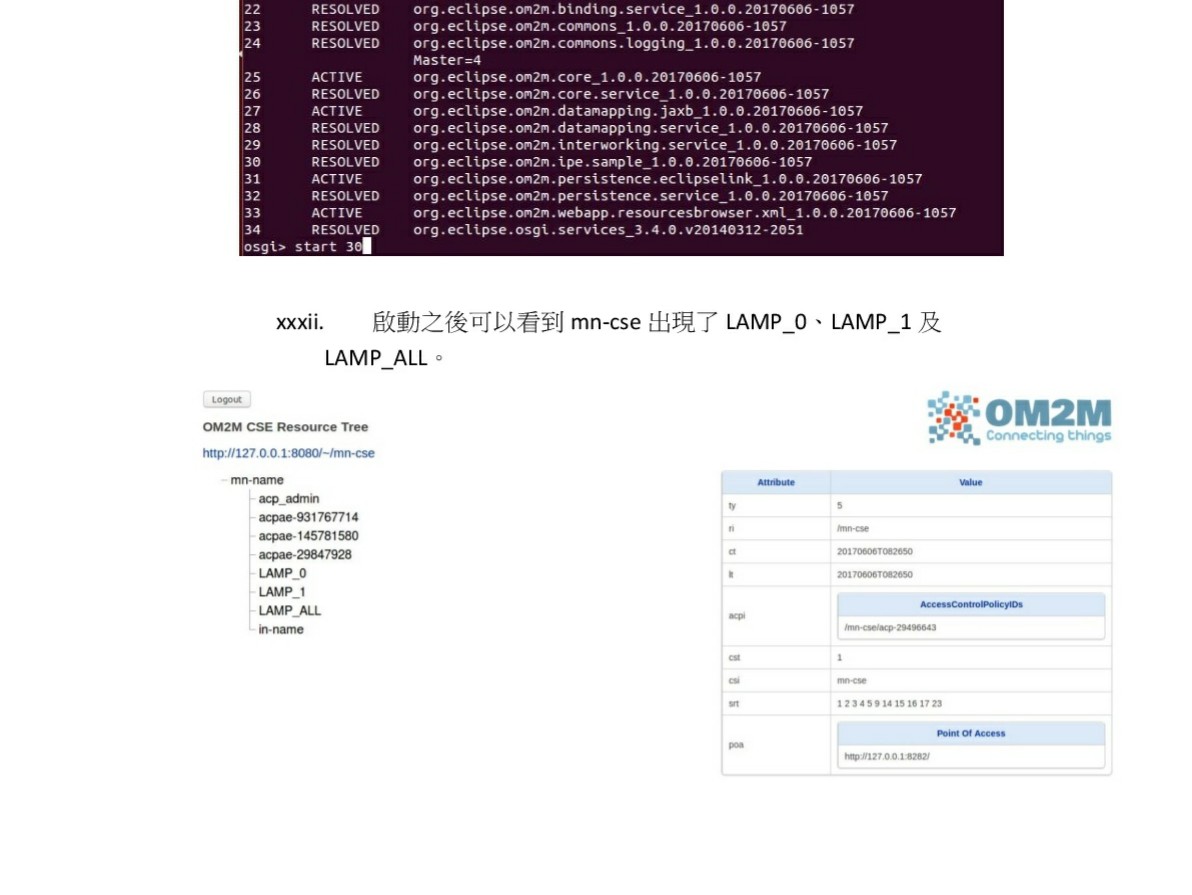 22 RESOLVED org.eclipse.om2m.binding.service_1.0.0.20170606-1057
23 RESOLVED org.eclipse.om2m.commons_1.0.0.20170606-1057
24 RESOLVED org.eclipse.om2m.commons.logging_1.0.0.20170606-1057
Master=4
25 ACTIVE org.eclipse.om2m.core_1.0.0.20170606-1057
26 RESOLVED org.eclipse.om2m.core.service_1.0.0.20170606-1057
27 ACTIVE org.eclipse.om2m.datamapping.jaxb_1.0.0.20170606-1057
28 RESOLVED org.eclipse.om2m.datamapping.service_1.0.0.20170606-1057
29 RESOLVED org.eclipse.om2m.interworking.service_1.0.0.20170606-1057
30 RESOLVED org.eclipse.om2m.ipe.sample_1.0.0.20170606-1057
31 ACTIVE org.eclipse.om2m.persistence.eclipselink_1.0.0.20170606-1057
32 RESOLVED org.eclipse.om2m.persistence.service_1.0.0.20170606-1057
33 ACTIVE org.eclipse.om2m.webapp.resourcesbrowser.xml_1.0.0.20170606-1057
34 RESOLVED org.eclipse.osgi.services_3.4.0.v20140312-2051
osgi> start 30
xxxii. 啟動之後可以看到 mn-cse 出現了 LAMP_0、LAMP_1 及
LAMP_ALL。
Logout
OM2M CSE Resource Tree
http://127.0.0.1:8080/~/mn-cse
mn-name
acp_admin
acpae-931767714
acpae-145781580
acpae-29847928
LAMP_0
LAMP_1
LAMP_ALL
in-name
OM2M
Connecting things
Attribute Value
ty 5
ri /mn-cse
ct 20170606T082650
lt 20170606T082650
acpi
AccessControlPolicyIDs
/mn-cse/acp-29496643
cst 1
csi mn-cse
srt 1 2 3 4 5 9 14 15 16 17 23
poa
Point Of Access
http://127.0.0.1:8282/